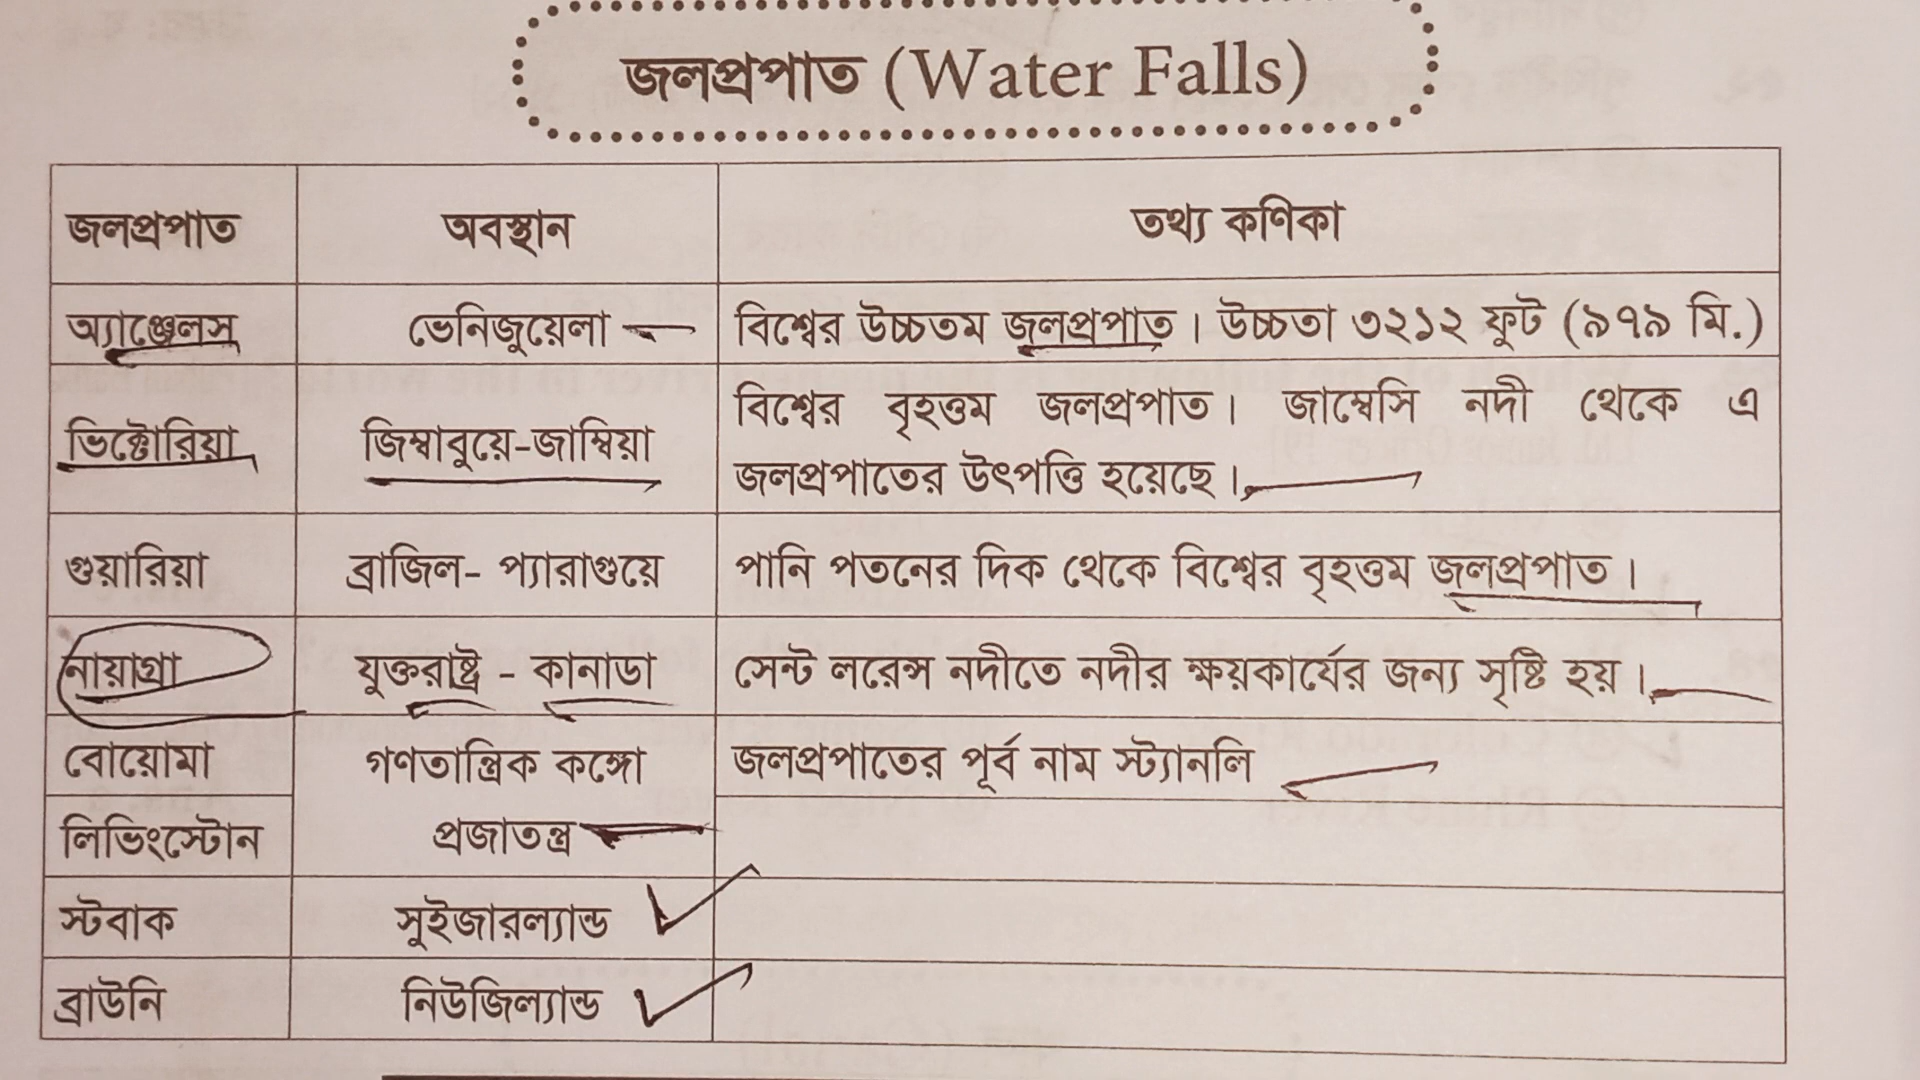 জলপ্রপাত (Water Falls)
জলপ্রপাত অবস্থান তথ্য কণিকা
অ্যাঞ্জেলস ভেনিজুয়েলা বিশ্বের উচ্চতম জলপ্রপাত। উচ্চতা ৩২১২ ফুট (৯৭৯ মি.)
ভিক্টোরিয়া জিম্বাবুয়ে-জাম্বিয়া বিশ্বের বৃহত্তম জলপ্রপাত। জাম্বেসি নদী থেকে এ
জলপ্রপাতের উৎপত্তি হয়েছে।
গুয়ারিয়া ব্রাজিল- প্যারাগুয়ে পানি পতনের দিক থেকে বিশ্বের বৃহত্তম জলপ্রপাত।
নায়াগ্রা যুক্তরাষ্ট্র - কানাডা সেন্ট লরেন্স নদীতে নদীর ক্ষয়কার্যের জন্য সৃষ্টি হয়।
বোয়োমা গণতান্ত্রিক কঙ্গো জলপ্রপাতের পূর্ব নাম স্ট্যানলি
লিভিংস্টোন প্রজাতন্ত্র
স্টবাক সুইজারল্যান্ড
ব্রাউনি নিউজিল্যান্ড